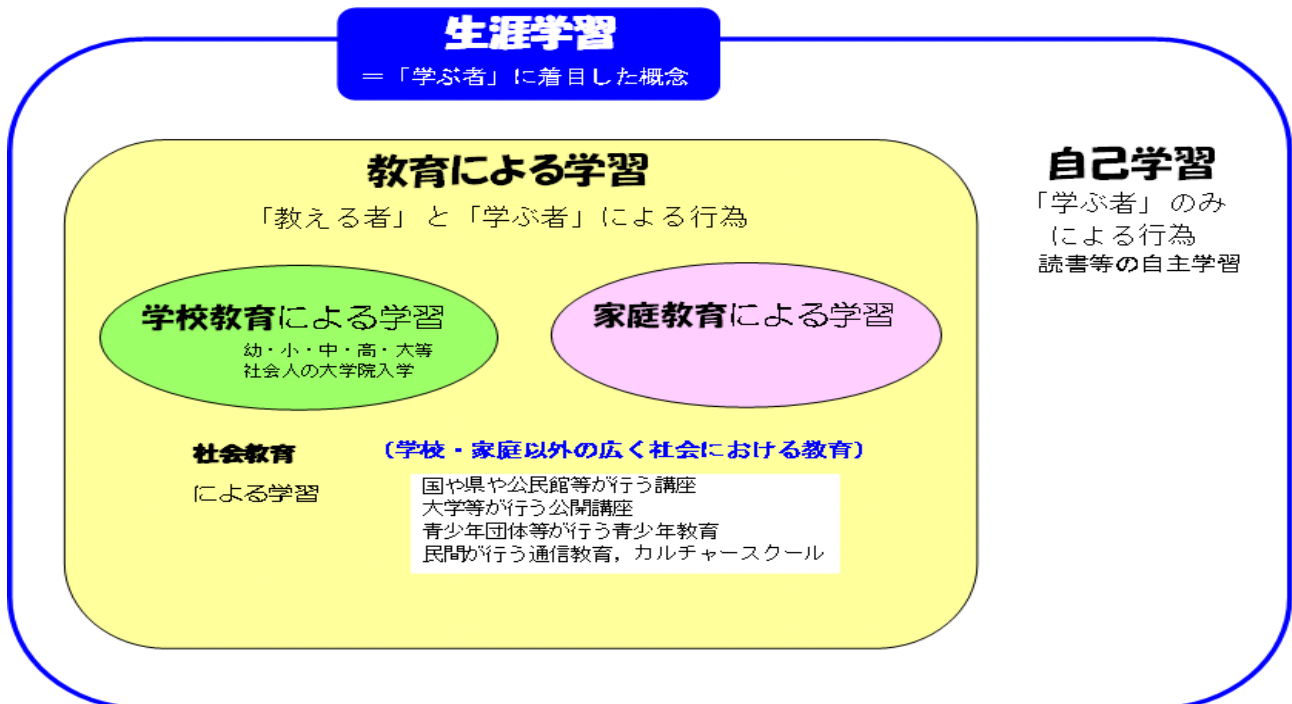 生涯学習
＝「学ぶ者」に着目した概念
教育による学習
「教える者」と「学ぶ者」による行為
学校教育による学習
幼・小・中・高・大等
社会人の大学院入学
家庭教育による学習
社会教育
による学習
（学校・家庭以外の広く社会における教育）
国や県や公民館等が行う講座
大学等が行う公開講座
青少年団体等が行う青少年教育
民間が行う通信教育，カルチャースクール
自己学習
「学ぶ者」のみ
による行為
読書等の自主学習